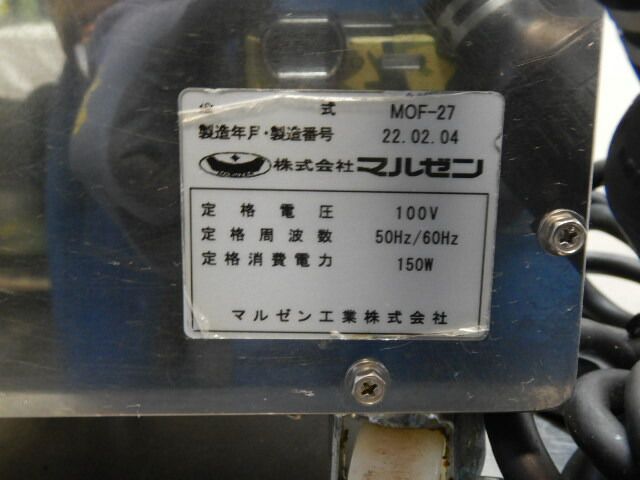 式 MOF-27
製造年月・製造番号 22.02.04
株式会社マルゼン
定格電圧 100V
定格周波数 50Hz/60Hz
定格消費電力 150W
マルゼン工業株式会社